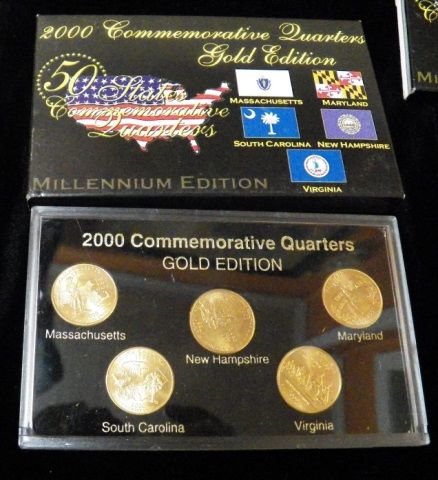 2000 Commemorative Quarters
Gold Edition
50 States
Commemorative
Quarters
MASSACHUSETTS
MARYLAND
SOUTH CAROLINA
NEW HAMPSHIRE
VIRGINIA
MILLENNIUM EDITION
2000 Commemorative Quarters
GOLD EDITION
Massachusetts
Maryland
New Hampshire
South Carolina
Virginia